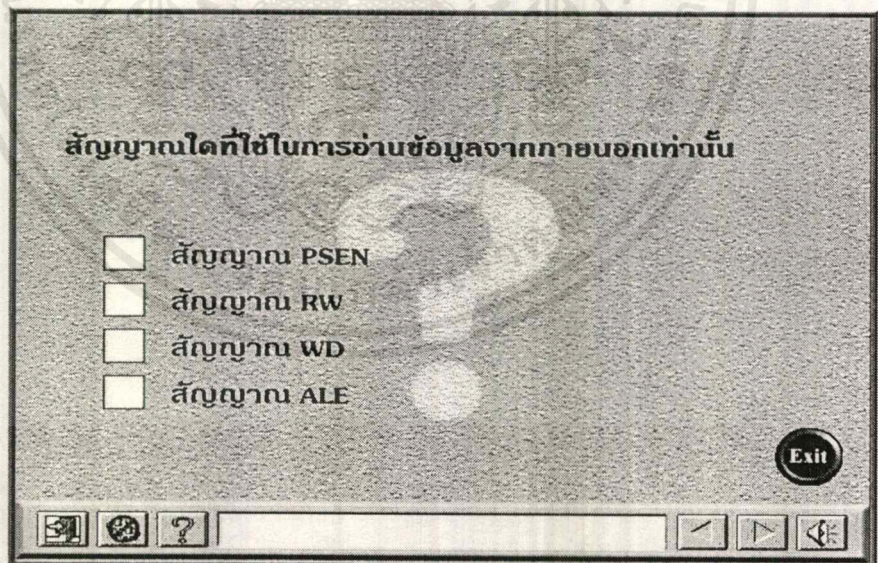 สัญญาณใดที่ใช้ในการอ่านข้อมูลจากภายนอกเท่านั้น
สัญญาณ PSEN
สัญญาณ RW
สัญญาณ WD
สัญญาณ ALE
Exit